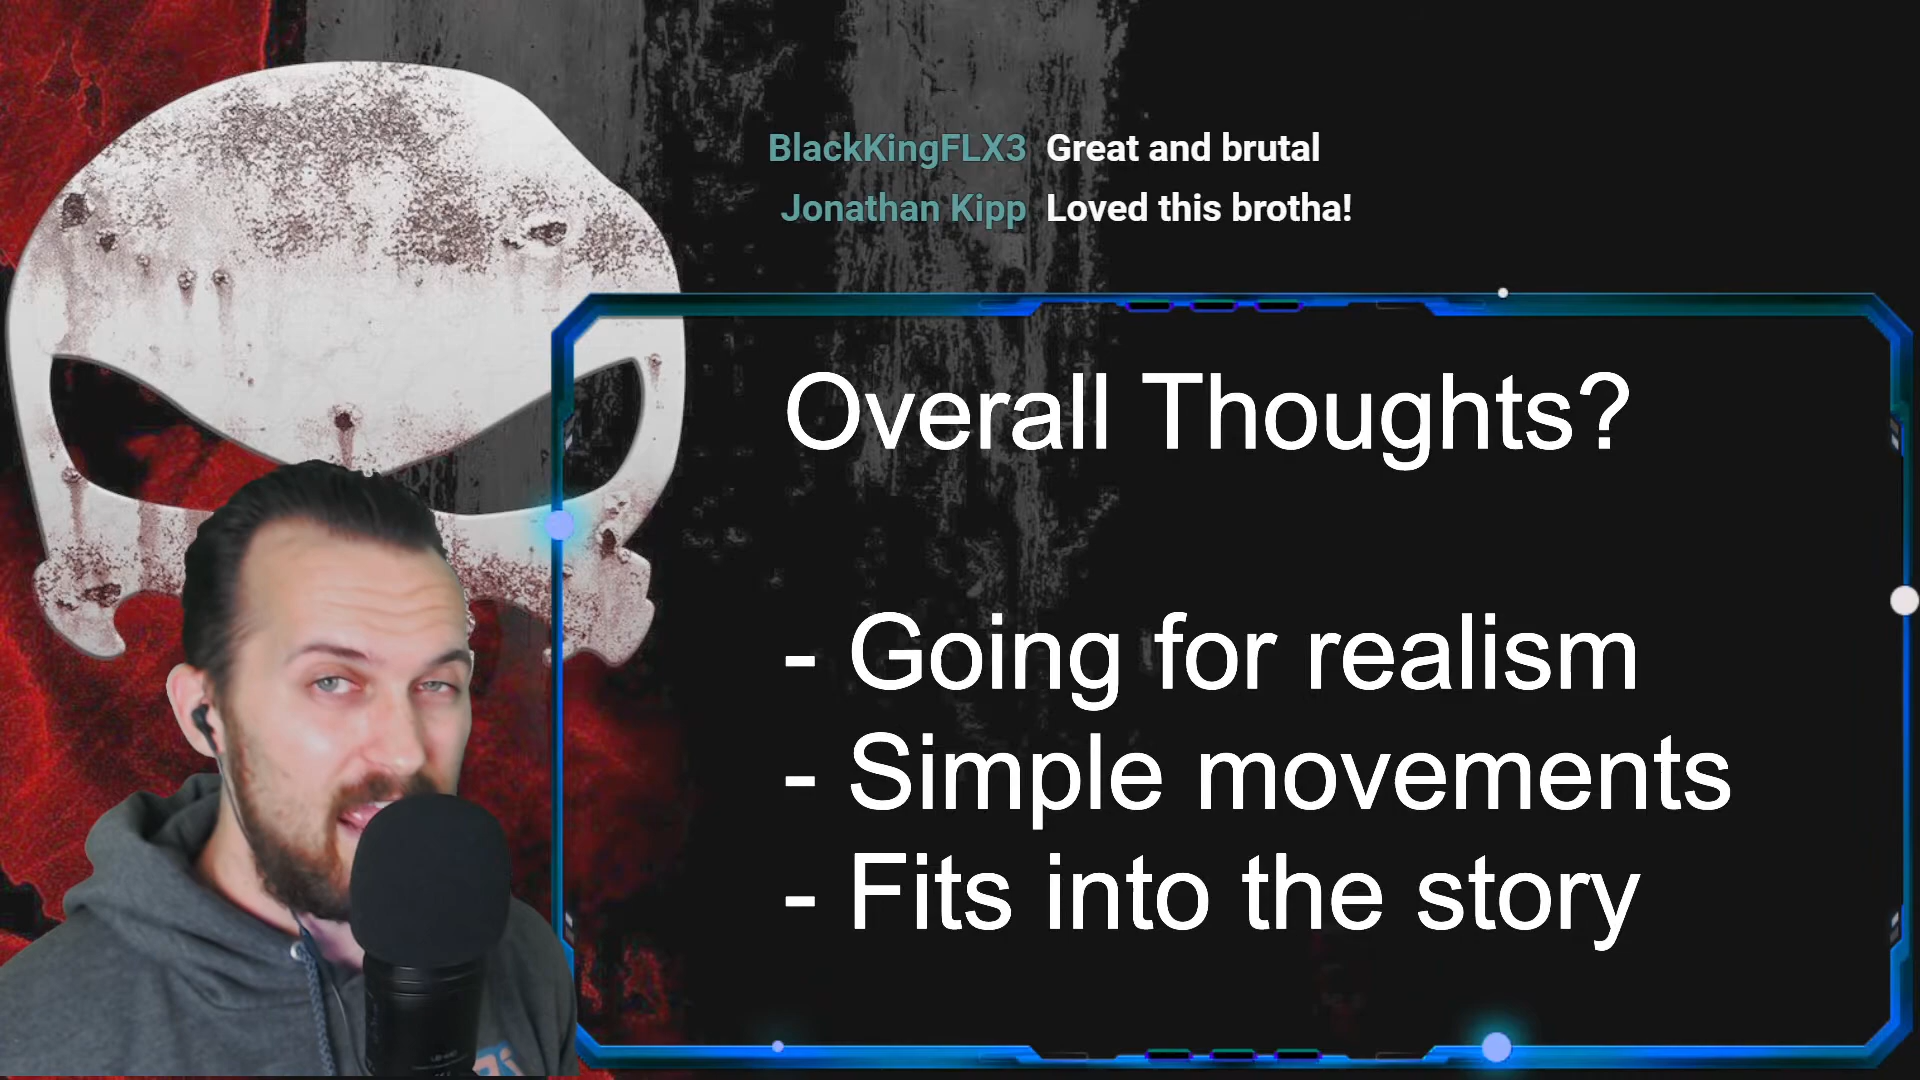 BlackKingFLX3 Great and brutal
Jonathan Kipp Loved this brotha!
Overall Thoughts?
- Going for realism
- Simple movements
- Fits into the story